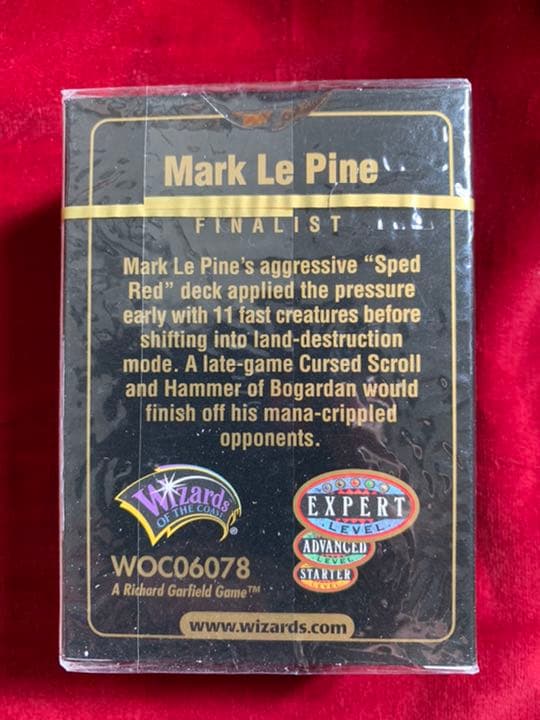 Mark Le Pine
FINALIST
Mark Le Pine's aggressive “Sped
Red” deck applied the pressure
early with 11 fast creatures before
shifting into land-destruction
mode. A late-game Cursed Scroll
and Hammer of Bogardan would
finish off his mana-crippled
opponents.
Wizards
OF THE COAST®
EXPERT
LEVEL
ADVANCED
LEVEL
STARTER
LEVEL
WOC06078
A Richard Garfield Game™
www.wizards.com